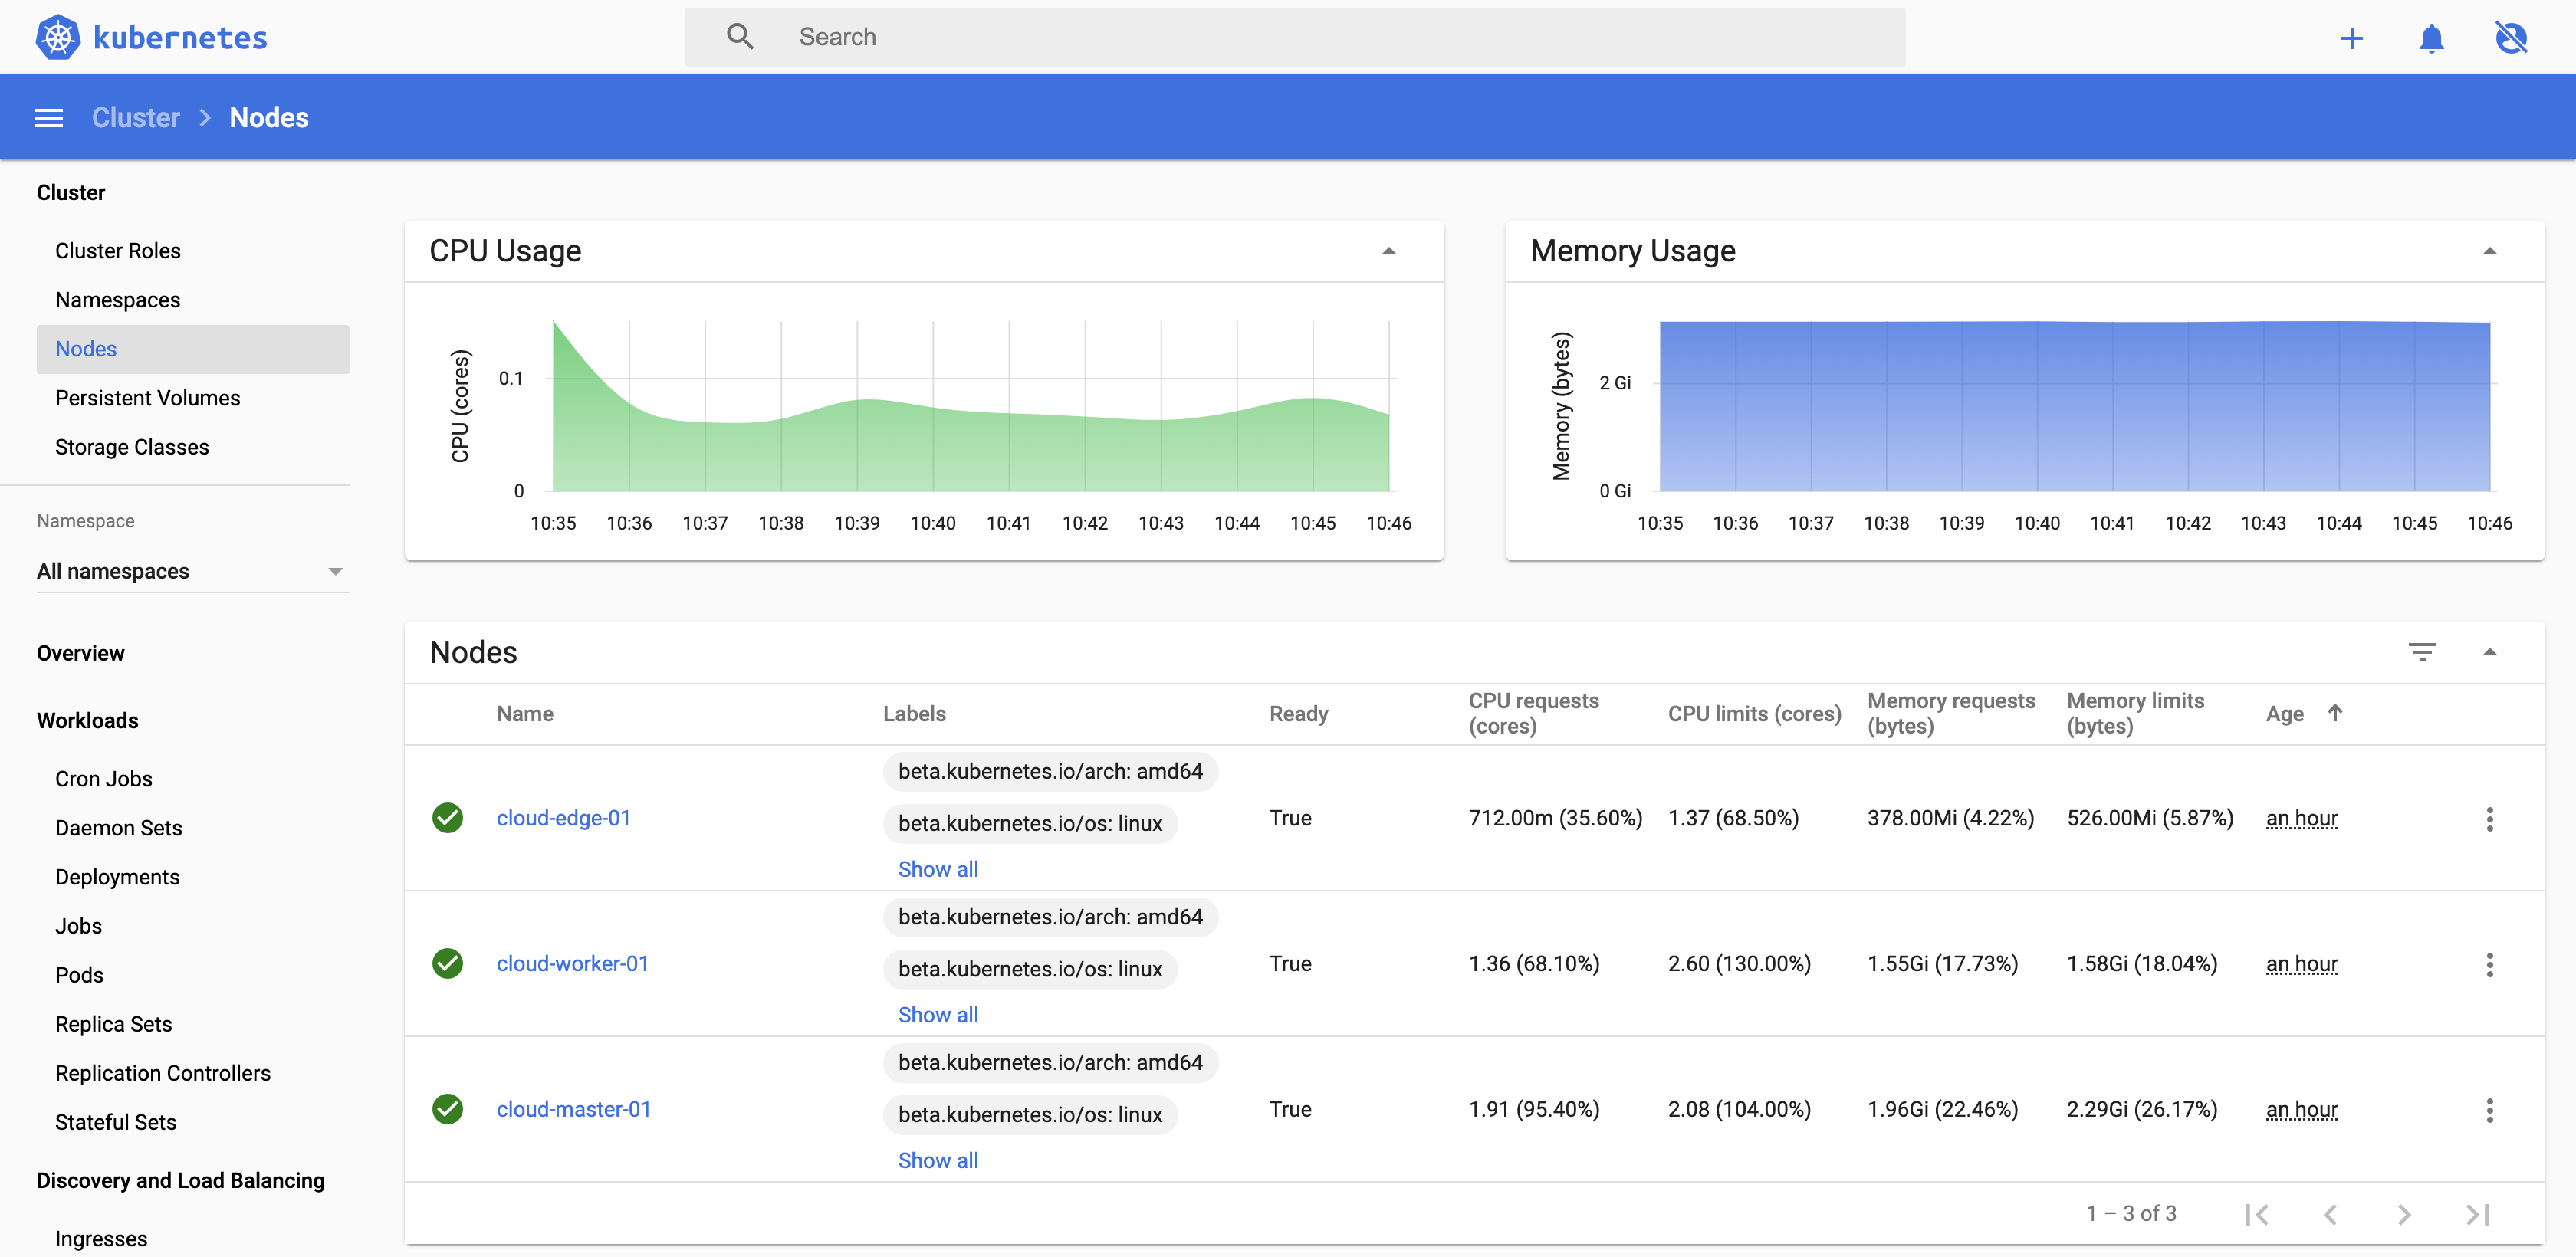 kubernetes
Search
Cluster
Nodes
Cluster
Cluster Roles
Namespaces
Nodes
Persistent Volumes
Storage Classes
Namespace
All namespaces
Overview
Workloads
Cron Jobs
Daemon Sets
Deployments
Jobs
Pods
Replica Sets
Replication Controllers
Stateful Sets
Discovery and Load Balancing
Ingresses
CPU Usage
CPU (cores)
0.1
0
10:35 10:36 10:37 10:38 10:39 10:40 10:41 10:42 10:43 10:44 10:45 10:46
Memory Usage
Memory (bytes)
2 Gi
0 Gi
10:35 10:36 10:37 10:38 10:39 10:40 10:41 10:42 10:43 10:44 10:45 10:46
Nodes
Name Labels Ready CPU requests (cores) CPU limits (cores) Memory requests (bytes) Memory limits (bytes) Age
beta.kubernetes.io/arch: amd64
cloud-edge-01 beta.kubernetes.io/os: linux True 712.00m (35.60%) 1.37 (68.50%) 378.00Mi (4.22%) 526.00Mi (5.87%) an hour
Show all
beta.kubernetes.io/arch: amd64
cloud-worker-01 beta.kubernetes.io/os: linux True 1.36 (68.10%) 2.60 (130.00%) 1.55Gi (17.73%) 1.58Gi (18.04%) an hour
Show all
beta.kubernetes.io/arch: amd64
cloud-master-01 beta.kubernetes.io/os: linux True 1.91 (95.40%) 2.08 (104.00%) 1.96Gi (22.46%) 2.29Gi (26.17%) an hour
Show all
1 – 3 of 3